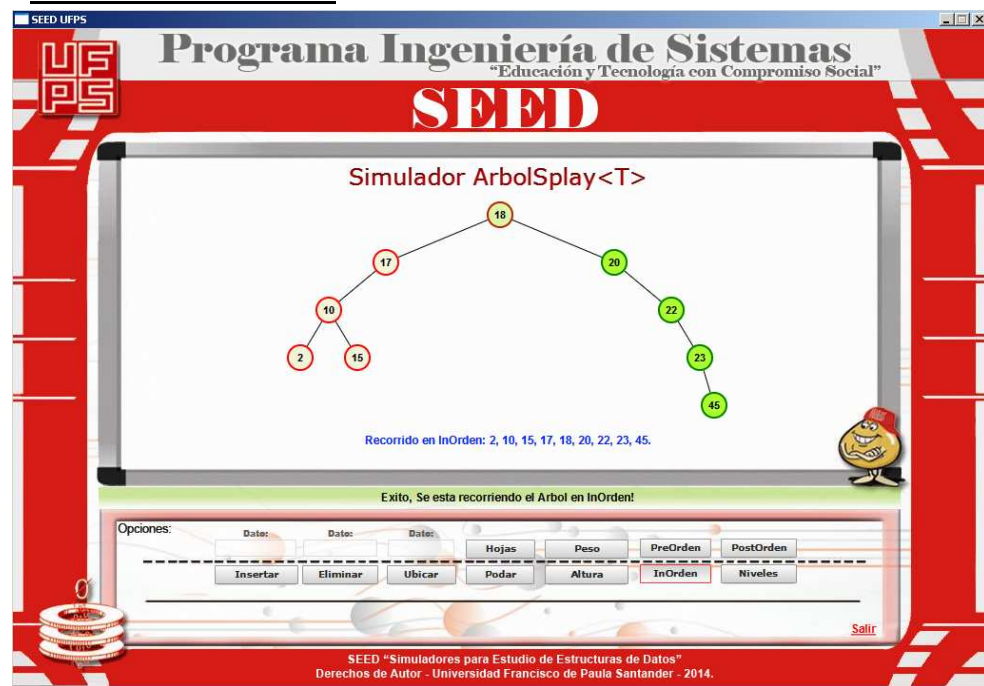 SEED UFPS
UFPS
Programa Ingeniería de Sistemas
“Educación y Tecnología con Compromiso Social”
SEED
Simulador ArbolSplay<T>
18
17
20
10
22
2
15
23
45
Recorrido en InOrden: 2, 10, 15, 17, 18, 20, 22, 23, 45.
Exito, Se esta recorriendo el Arbol en InOrden!
Opciones:
Dato: Dato: Dato:
Hojas Peso PreOrden PostOrden
Insertar Eliminar Ubicar Podar Altura InOrden Niveles
Salir
SEED “Simuladores para Estudio de Estructuras de Datos”
Derechos de Autor - Universidad Francisco de Paula Santander - 2014.